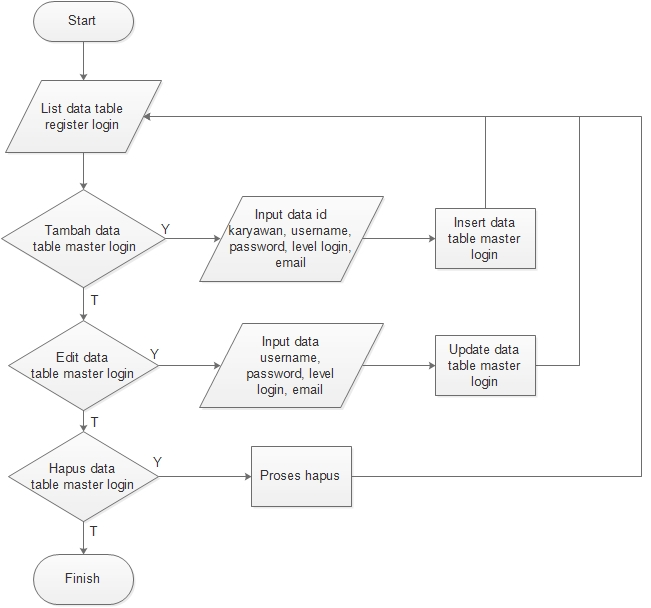 Start
List data table
register login
Tambah data
table master login
Y
Input data id
karyawan, username,
password, level login,
email
Insert data
table master
login
T
Edit data
table master login
Y
Input data
username,
password, level
login, email
Update data
table master
login
T
Hapus data
table master login
Y
Proses hapus
T
Finish